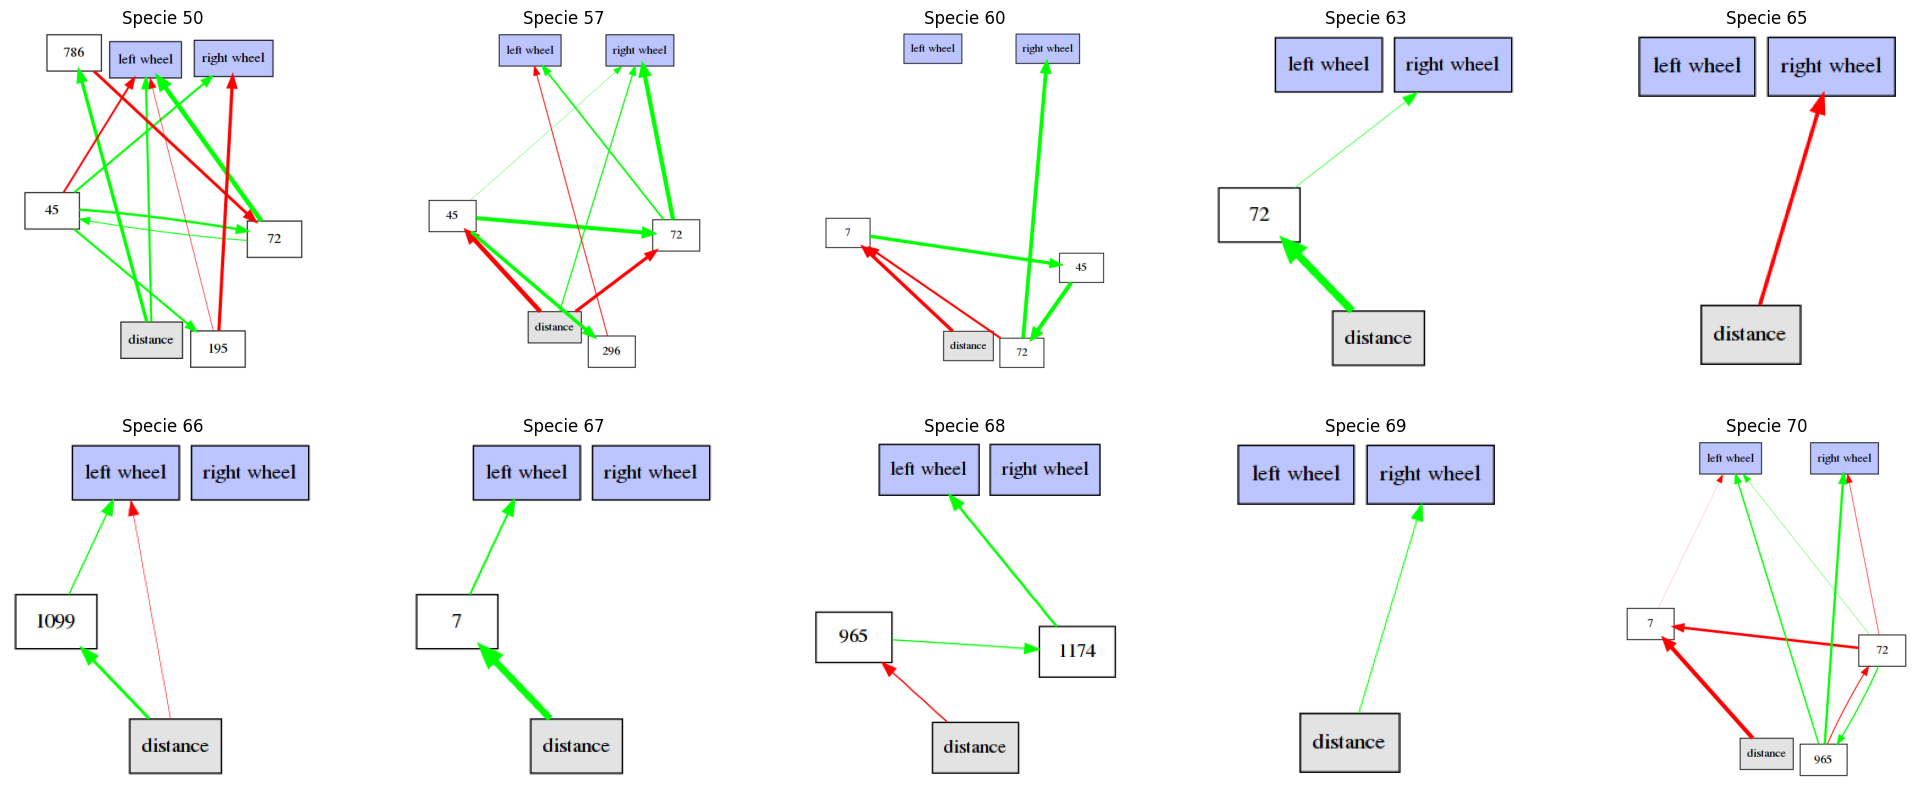 Specie 50
786
left wheel
right wheel
45
72
distance
195
Specie 57
left wheel
right wheel
45
72
distance
296
Specie 60
left wheel
right wheel
7
45
distance
72
Specie 63
left wheel
right wheel
72
distance
Specie 65
left wheel
right wheel
distance
Specie 66
left wheel
right wheel
1099
distance
Specie 67
left wheel
right wheel
7
distance
Specie 68
left wheel
right wheel
965
1174
distance
Specie 69
left wheel
right wheel
distance
Specie 70
left wheel
right wheel
7
72
distance
965